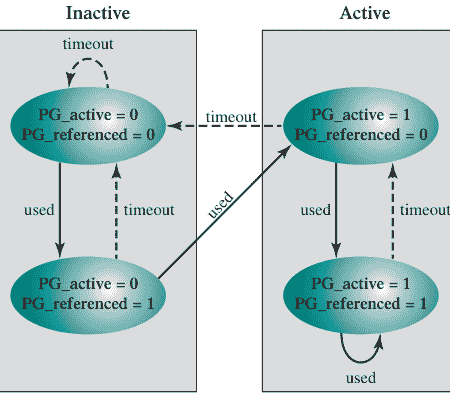 Inactive
Active
timeout
PG_active = 0
PG_referenced = 0
timeout
PG_active = 1
PG_referenced = 0
used
timeout
used
used
timeout
PG_active = 0
PG_referenced = 1
PG_active = 1
PG_referenced = 1
used